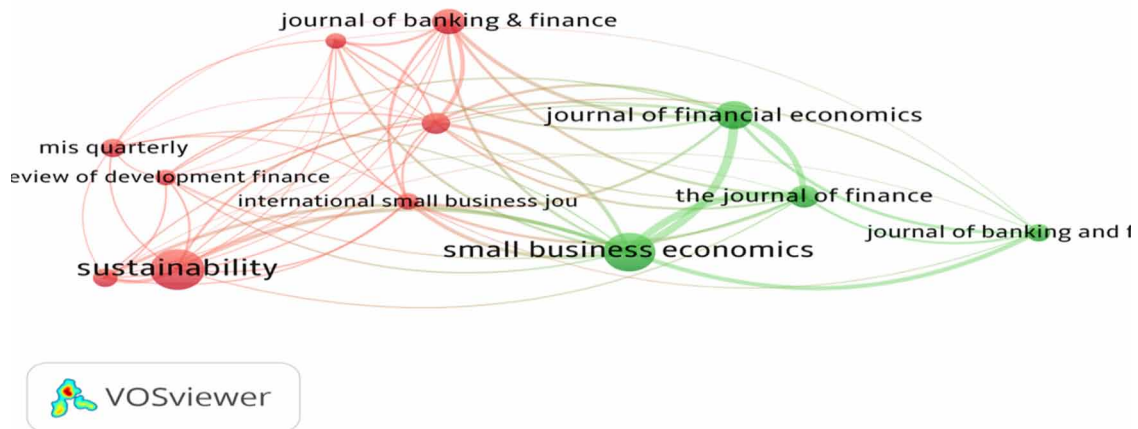 journal of banking & finance
journal of financial economics
mis quarterly
eview of development finance
international small business jou
the journal of finance
journal of banking and f
small business economics
sustainability
VOSviewer